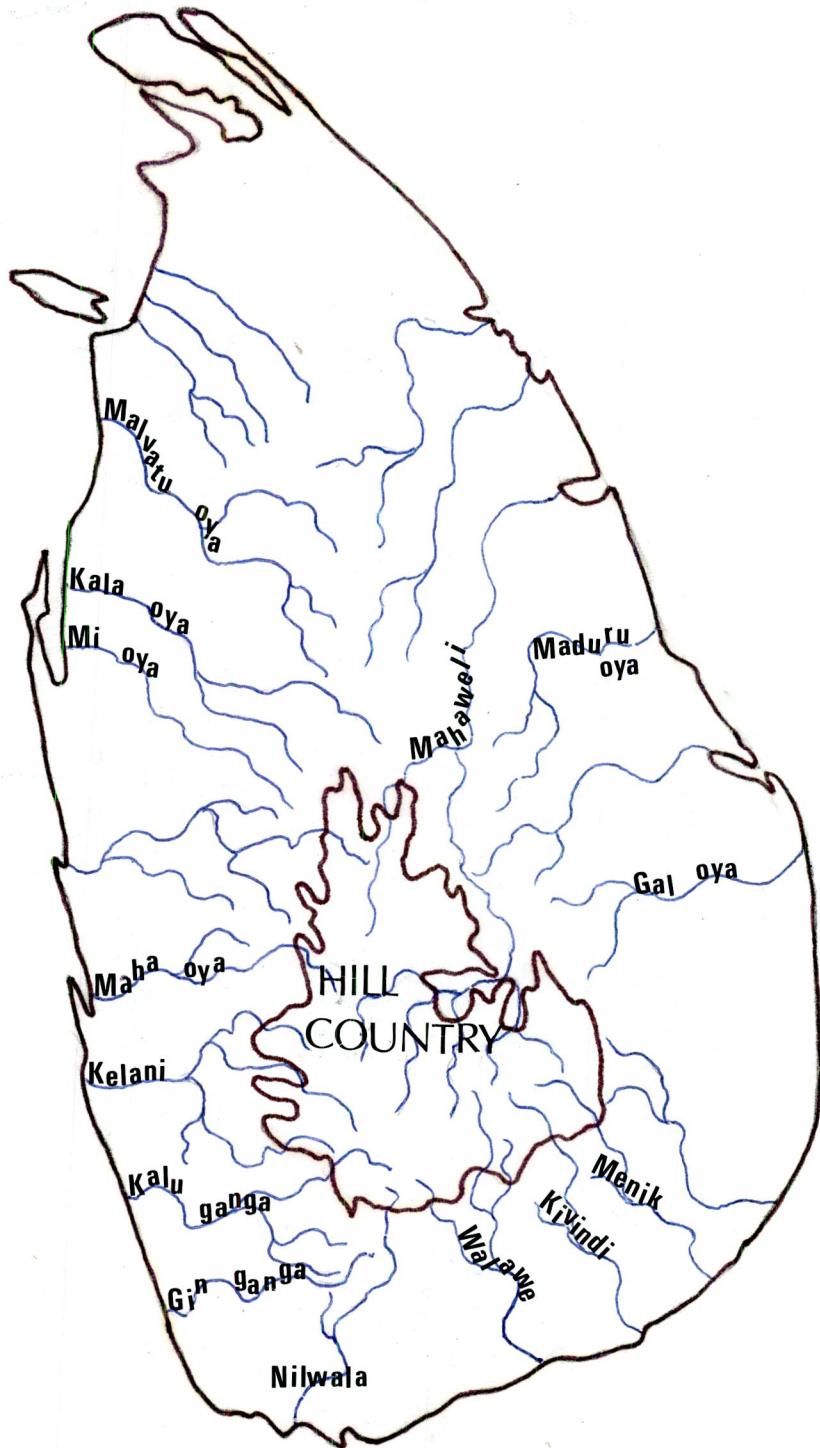 Malvatu oya
Kala oya
Mi oya
Mahaweli
Maduru
oya
Gal oya
Maha oya
HILL
COUNTRY
Kelani
Kalu ganga
Menik
Kivindi
Walawe
Gin ganga
Nilwala